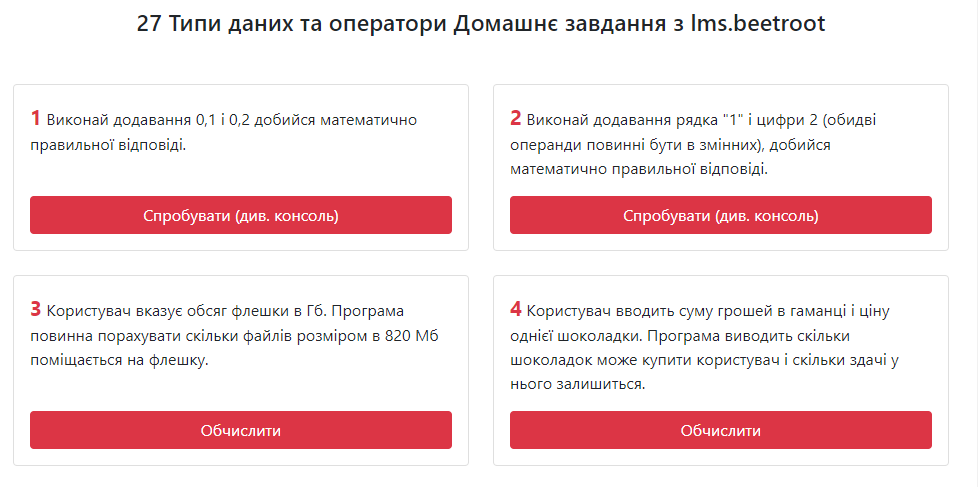 27 Типи даних та оператори Домашнє завдання з lms.beetroot
1 Виконай додавання 0,1 і 0,2 добийся математично
правильної відповіді.
Спробувати (див. консоль)
2 Виконай додавання рядка "1" і цифри 2 (обидві
операнди повинні бути в змінних), добийся
математично правильної відповіді.
Спробувати (див. консоль)
3 Користувач вказує обсяг флешки в Гб. Програма
повинна порахувати скільки файлів розміром в 820 Мб
поміщається на флешку.
Обчислити
4 Користувач вводить суму грошей в гаманці і ціну
однієї шоколадки. Програма виводить скільки
шоколадок може купити користувач і скільки здачі у
нього залишиться.
Обчислити